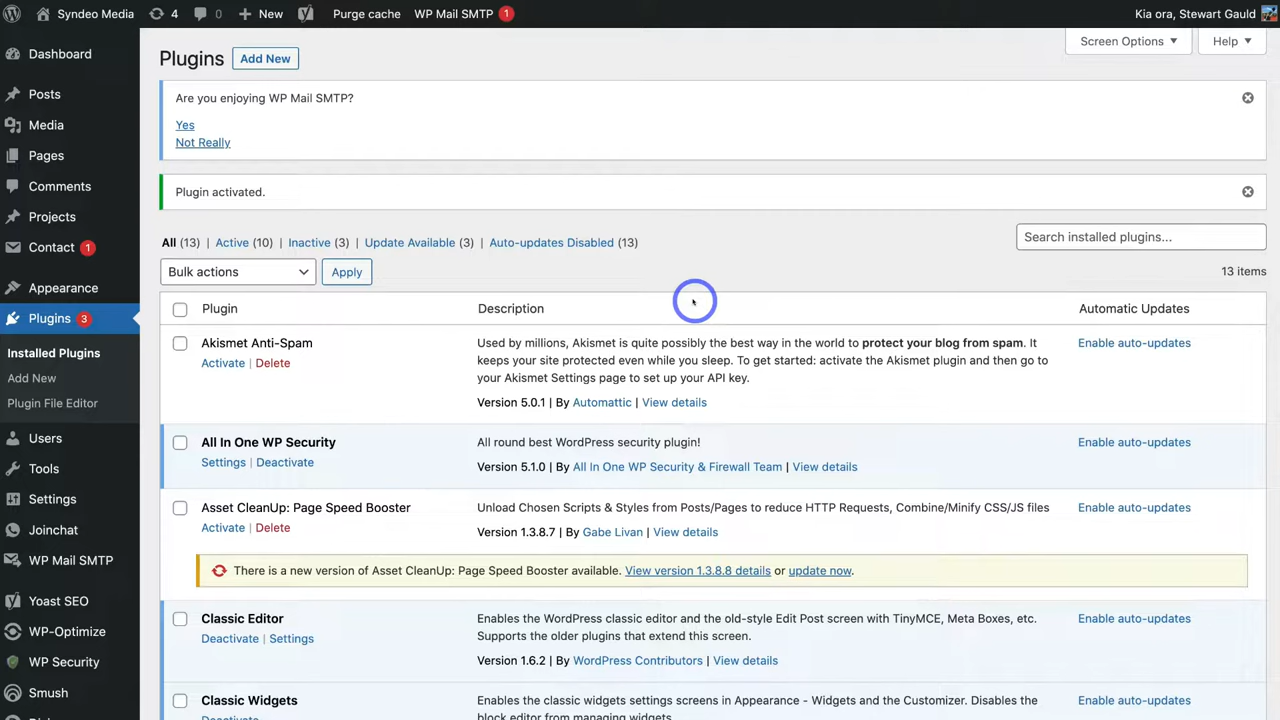 Syndeo Media 4 0 New Purge cache WP Mail SMTP 1 Kia ora, Stewart Gauld
Dashboard
Posts
Media
Pages
Comments
Projects
Contact 1
Appearance
Plugins 3
Installed Plugins
Add New
Plugin File Editor
Users
Tools
Settings
Joinchat
WP Mail SMTP
Yoast SEO
WP-Optimize
WP Security
Smush
Screen Options Help
Plugins Add New
Are you enjoying WP Mail SMTP?
Yes
Not Really
Plugin activated.
All (13) | Active (10) | Inactive (3) | Update Available (3) | Auto-updates Disabled (13)
Search installed plugins...
Bulk actions Apply
13 items
Plugin Description Automatic Updates
Akismet Anti-Spam
Activate | Delete
Used by millions, Akismet is quite possibly the best way in the world to protect your blog from spam. It
keeps your site protected even while you sleep. To get started: activate the Akismet plugin and then go to
your Akismet Settings page to set up your API key.
Version 5.0.1 | By Automattic | View details
Enable auto-updates
All In One WP Security
Settings | Deactivate
All round best WordPress security plugin!
Version 5.1.0 | By All In One WP Security & Firewall Team | View details
Enable auto-updates
Asset CleanUp: Page Speed Booster
Activate | Delete
Unload Chosen Scripts & Styles from Posts/Pages to reduce HTTP Requests, Combine/Minify CSS/JS files
Version 1.3.8.7 | By Gabe Livan | View details
Enable auto-updates
There is a new version of Asset CleanUp: Page Speed Booster available. View version 1.3.8.8 details or update now.
Classic Editor
Deactivate | Settings
Enables the WordPress classic editor and the old-style Edit Post screen with TinyMCE, Meta Boxes, etc.
Supports the older plugins that extend this screen.
Version 1.6.2 | By WordPress Contributors | View details
Enable auto-updates
Classic Widgets
Deactivate
Enables the classic widgets settings screens in Appearance - Widgets and the Customizer. Disables the
block editor from managing widgets.
Enable auto-updates